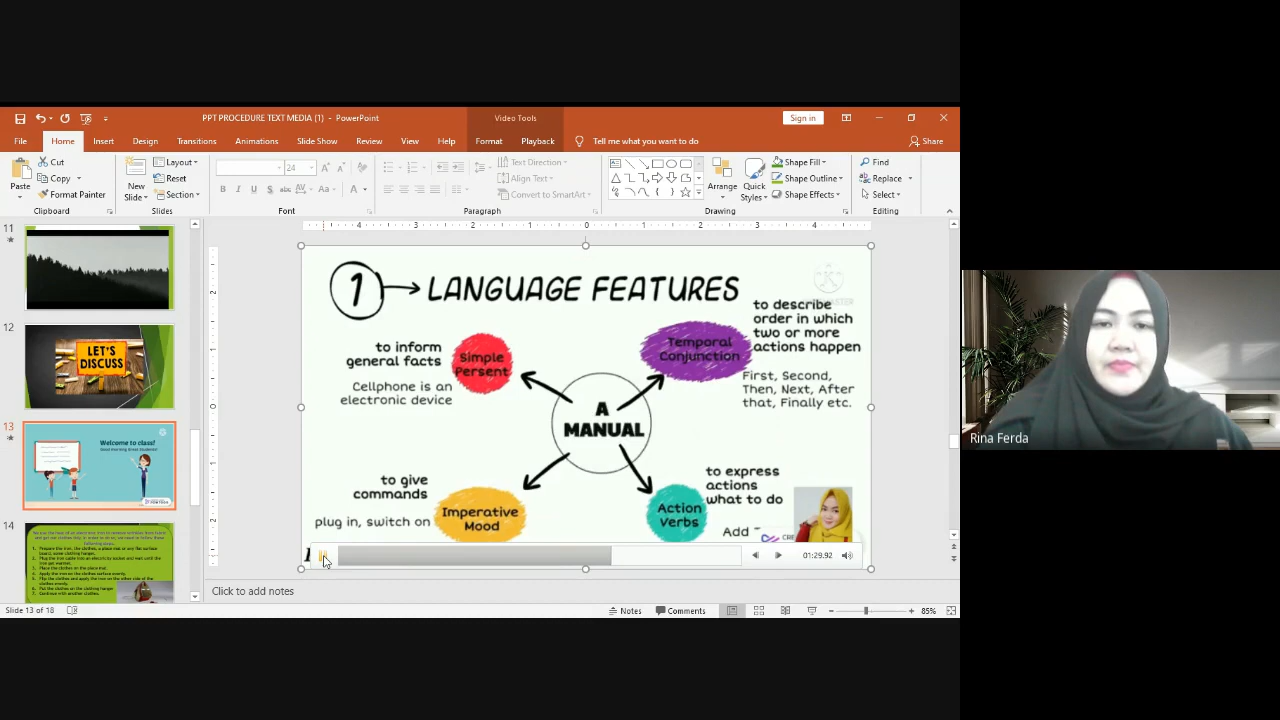 PPT PROCEDURE TEXT MEDIA (1) - PowerPoint
Video Tools
Sign in
File
Home
Insert
Design
Transitions
Animations
Slide Show
Review
View
Help
Format
Playback
Tell me what you want to do
Share
Paste
Cut
Copy
Format Painter
Clipboard
New
Slide
Layout
Reset
Section
Slides
24
Font
Text Direction
Align Text
Convert to SmartArt
Paragraph
Arrange
Quick
Styles
Shape Fill
Shape Outline
Shape Effects
Drawing
Find
Replace
Select
Editing
11
12
LET'S
DISCUSS
13
Welcome to class!
14
1 LANGUAGE FEATURES
to inform
general facts
Simple
Persent
Cellphone is an
electronic device
Temporal
Conjunction
to describe
order in which
two or more
actions happen
First, Second,
Then, Next, After
that, Finally etc.
A
MANUAL
to give
commands
plug in, switch on
Imperative
Mood
Action
Verbs
to express
actions
what to do
Add
01:29.92
Click to add notes
Slide 13 of 18
Notes
Comments
85%
Rina Ferda